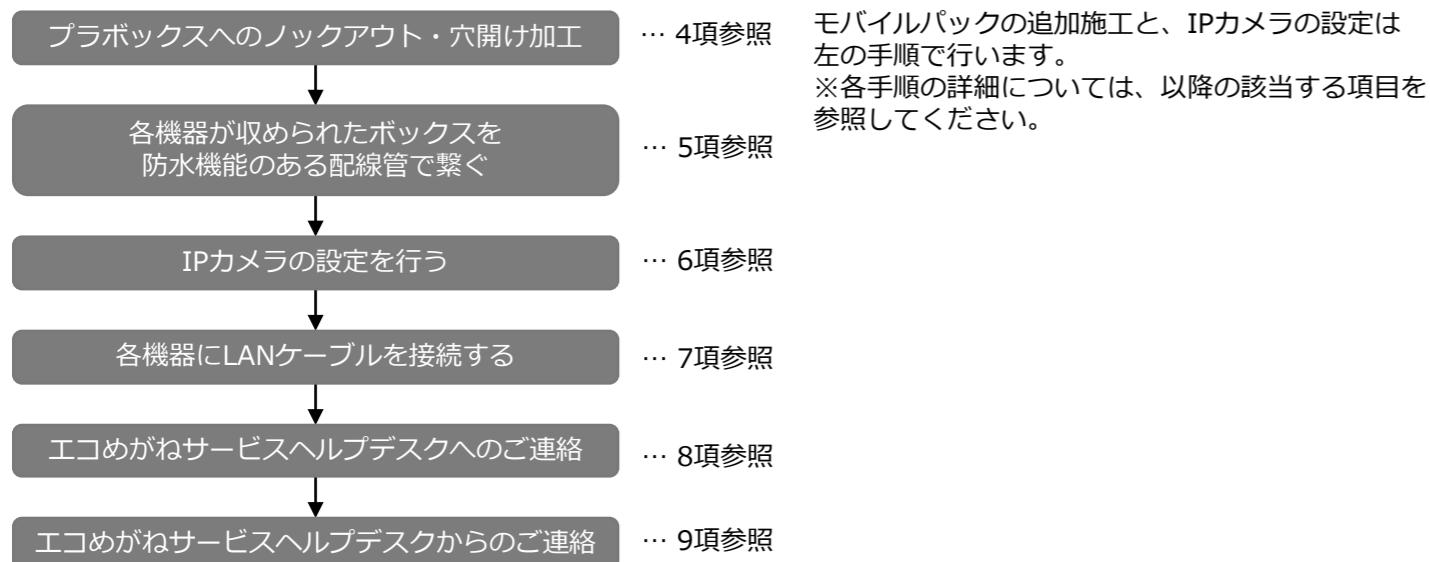 プラボックスへのノックアウト・穴開け加工
… 4項参照
各機器が収められたボックスを
防水機能のある配線管で繋ぐ
… 5項参照
IPカメラの設定を行う
… 6項参照
各機器にLANケーブルを接続する
… 7項参照
エコめがねサービスヘルプデスクへのご連絡
… 8項参照
エコめがねサービスヘルプデスクからのご連絡
… 9項参照
モバイルパックの追加施工と、IPカメラの設定は
左の手順で行います。
※各手順の詳細については、以降の該当する項目を
参照してください。